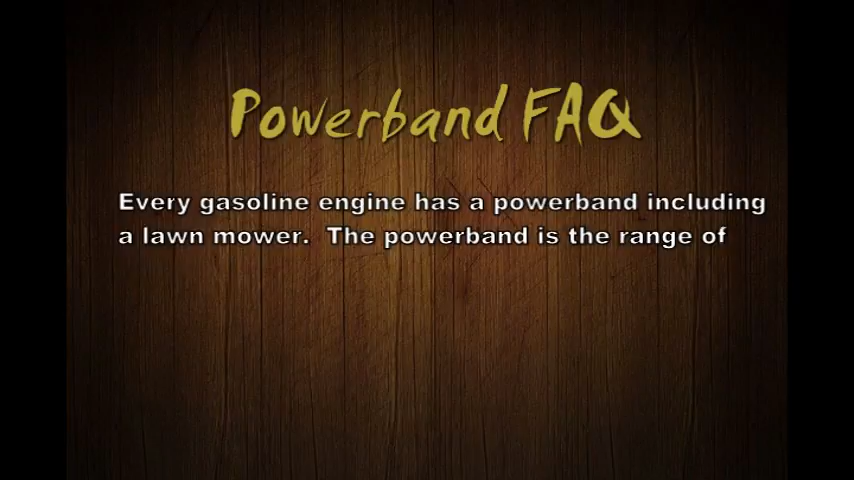 Powerband FAQ
Every gasoline engine has a powerband including
a lawn mower.  The powerband is the range of